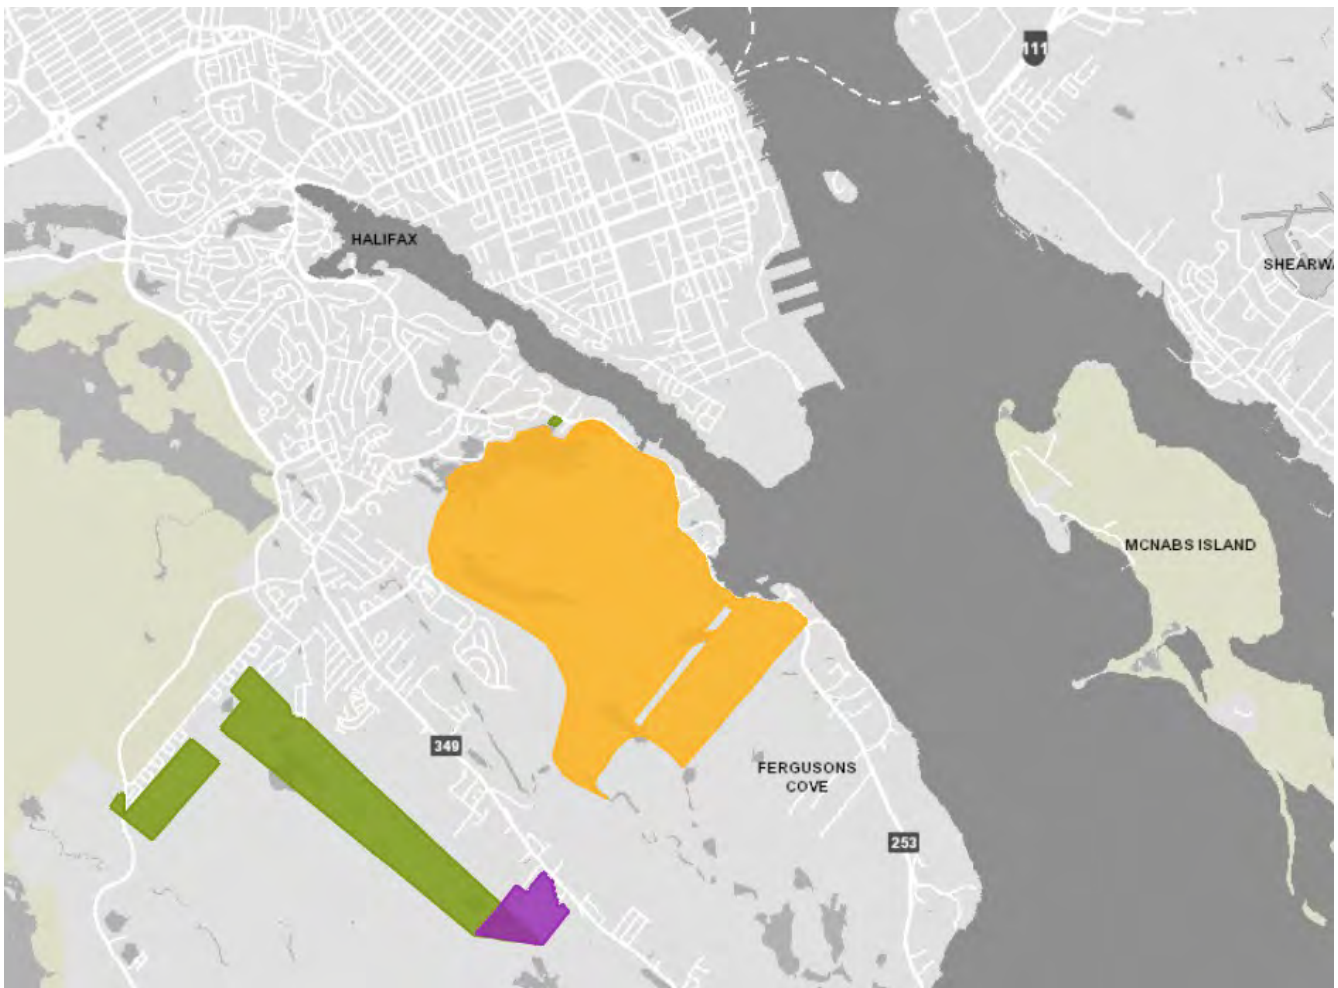 111
HALIFAX
SHEARWA
MCNABS ISLAND
349
FERGUSONS
COVE
253